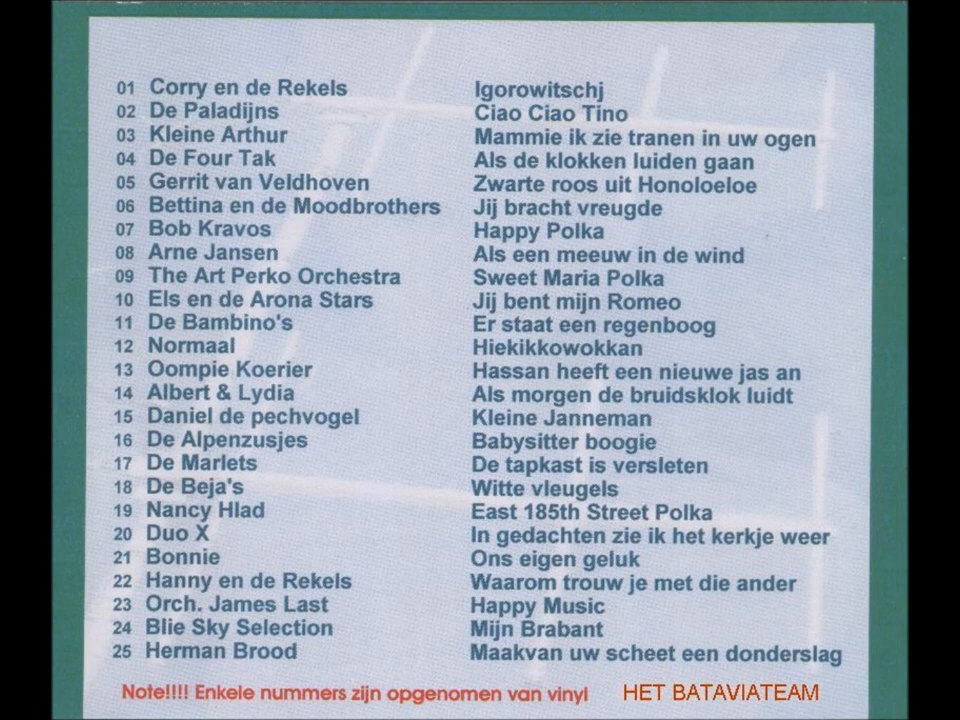 01 Corry en de Rekels Igorowitschj
02 De Paladijns Ciao Ciao Tino
03 Kleine Arthur Mammie ik zie tranen in uw ogen
04 De Four Tak Als de klokken luiden gaan
05 Gerrit van Veldhoven Zwarte roos uit Honoloeloe
06 Bettina en de Moodbrothers Jij bracht vreugde
07 Bob Kravos Happy Polka
08 Arne Jansen Als een meeuw in de wind
09 The Art Perko Orchestra Sweet Maria Polka
10 Els en de Arona Stars Jij bent mijn Romeo
11 De Bambino's Er staat een regenboog
12 Normaal Hiekikkowokkan
13 Oompie Koerier Hassan heeft een nieuwe jas an
14 Albert & Lydia Als morgen de bruidsklok luidt
15 Daniel de pechvogel Kleine Janneman
16 De Alpenzusjes Babysitter boogie
17 De Marlets De tapkast is versleten
18 De Beja's Witte vleugels
19 Nancy Hlad East 185th Street Polka
20 Duo X In gedachten zie ik het kerkje weer
21 Bonnie Ons eigen geluk
22 Hanny en de Rekels Waarom trouw je met die ander
23 Orch. James Last Happy Music
24 Blie Sky Selection Mijn Brabant
25 Herman Brood Maakvan uw scheet een donderslag
Note!!!! Enkele nummers zijn opgenomen van vinyl HET BATAVIATEAM